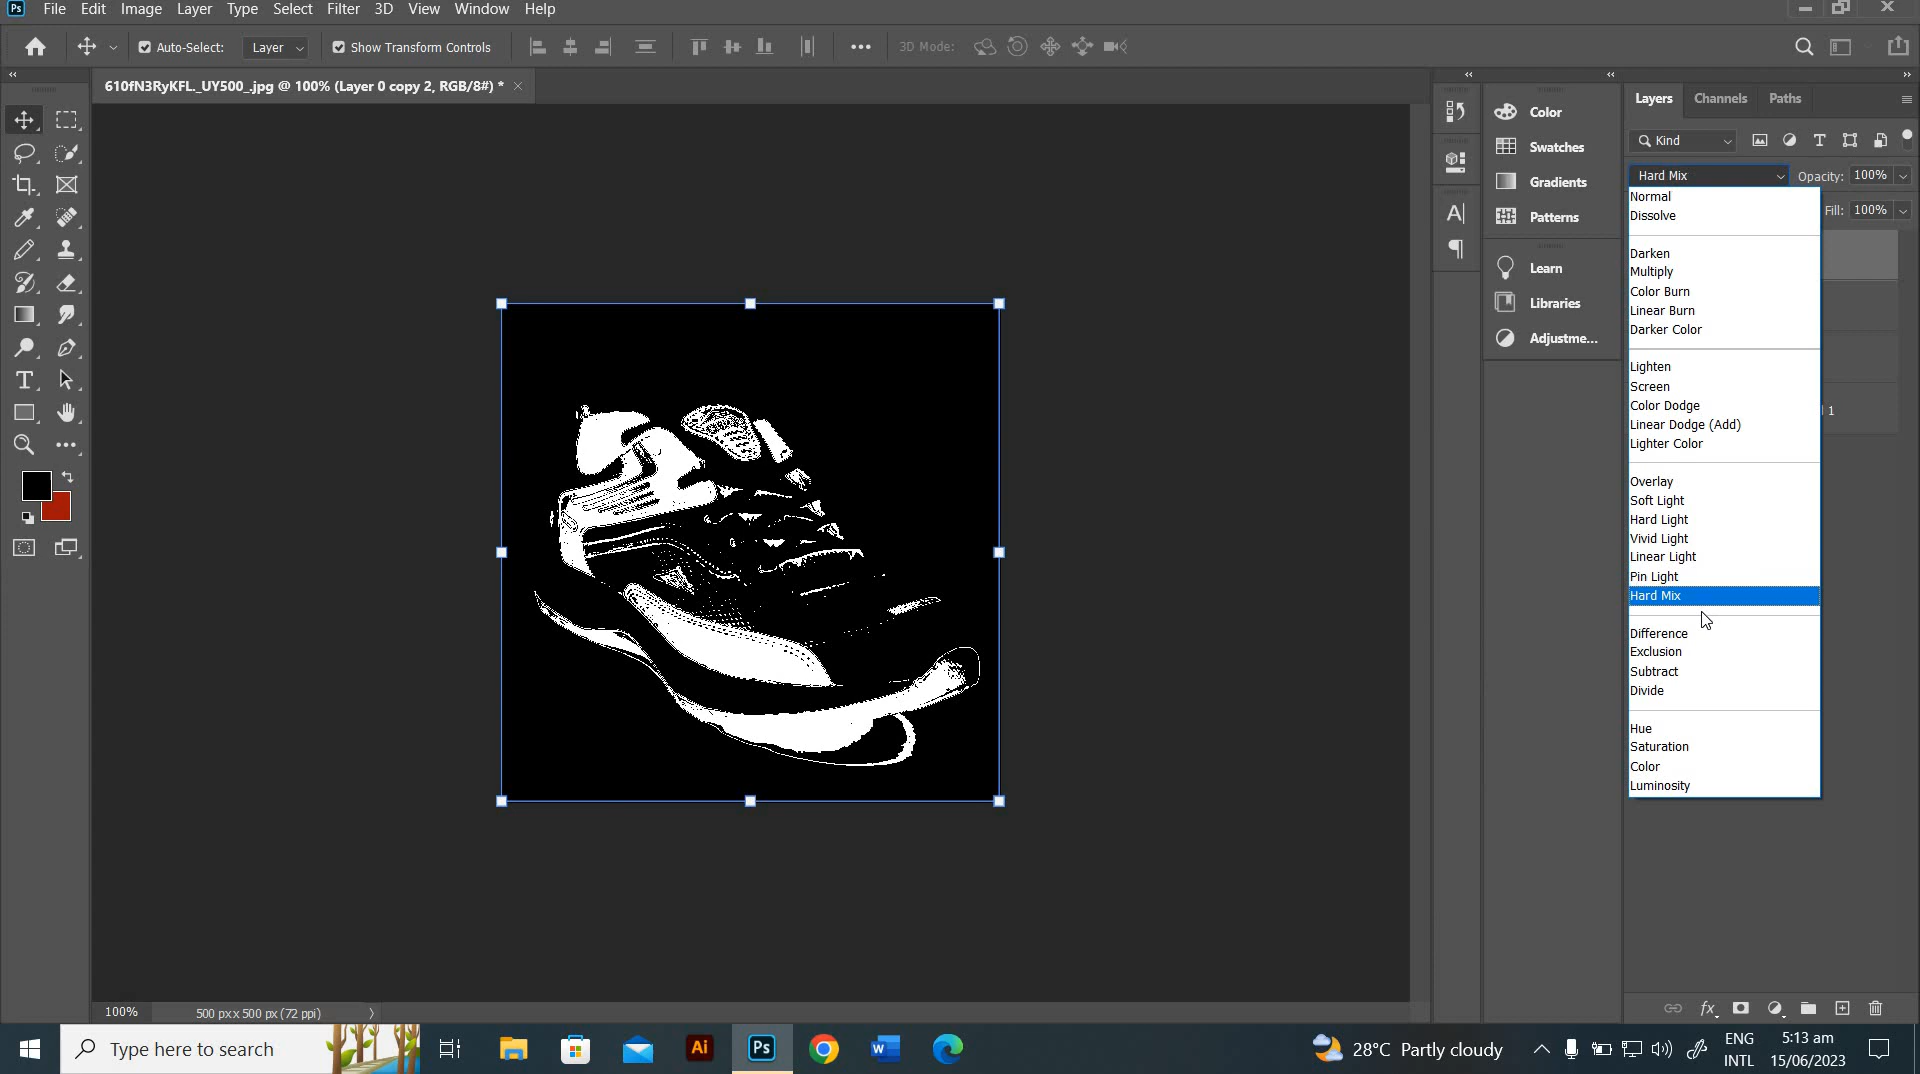 Ps File Edit Image Layer Type Select Filter 3D View Window Help
Auto-Select: Layer Show Transform Controls 3D Mode:
610fN3RyKFL._UY500_.jpg @ 100% (Layer 0 copy 2, RGB/8#) *
Color
Swatches
Gradients
Patterns
Learn
Libraries
Adjustme...
Layers Channels Paths
Kind
Hard Mix Opacity: 100%
Fill: 100%
Normal
Dissolve
Darken
Multiply
Color Burn
Linear Burn
Darker Color
Lighten
Screen
Color Dodge
Linear Dodge (Add)
Lighter Color
Overlay
Soft Light
Hard Light
Vivid Light
Linear Light
Pin Light
Hard Mix
Difference
Exclusion
Subtract
Divide
Hue
Saturation
Color
Luminosity
1
100% 500 px x 500 px (72 ppi)
Type here to search
Ai Ps
28°C Partly cloudy
ENG
INTL
5:13 am
15/06/2023